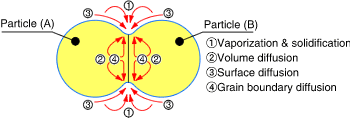 ③ ① ③
Particle (A)
Particle (B)
② ④ ④ ②
③ ① ③
①Vaporization & solidification
②Volume diffusion
③Surface diffusion
④Grain boundary diffusion